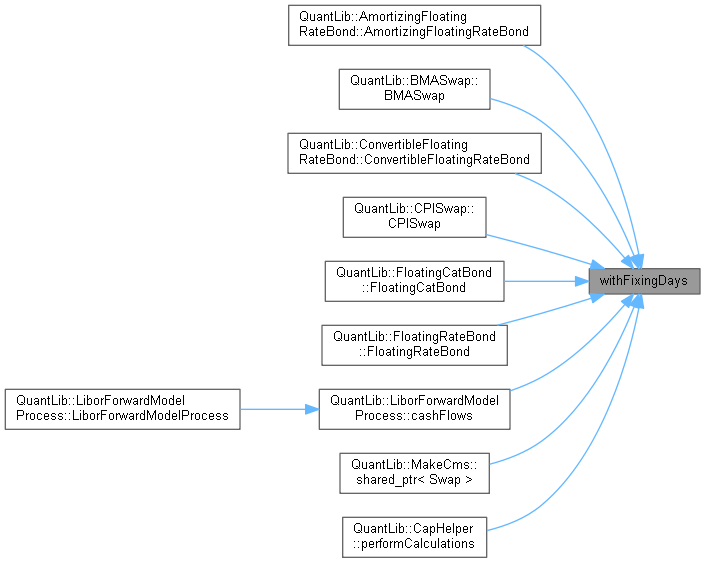 QuantLib::AmortizingFloating
RateBond::AmortizingFloatingRateBond
QuantLib::BMASwap::
BMASwap
QuantLib::ConvertibleFloating
RateBond::ConvertibleFloatingRateBond
QuantLib::CPISwap::
CPISwap
QuantLib::FloatingCatBond
::FloatingCatBond
withFixingDays
QuantLib::FloatingRateBond
::FloatingRateBond
QuantLib::LiborForwardModel
Process::LiborForwardModelProcess
QuantLib::LiborForwardModel
Process::cashFlows
QuantLib::MakeCms::
shared_ptr< Swap >
QuantLib::CapHelper
::performCalculations